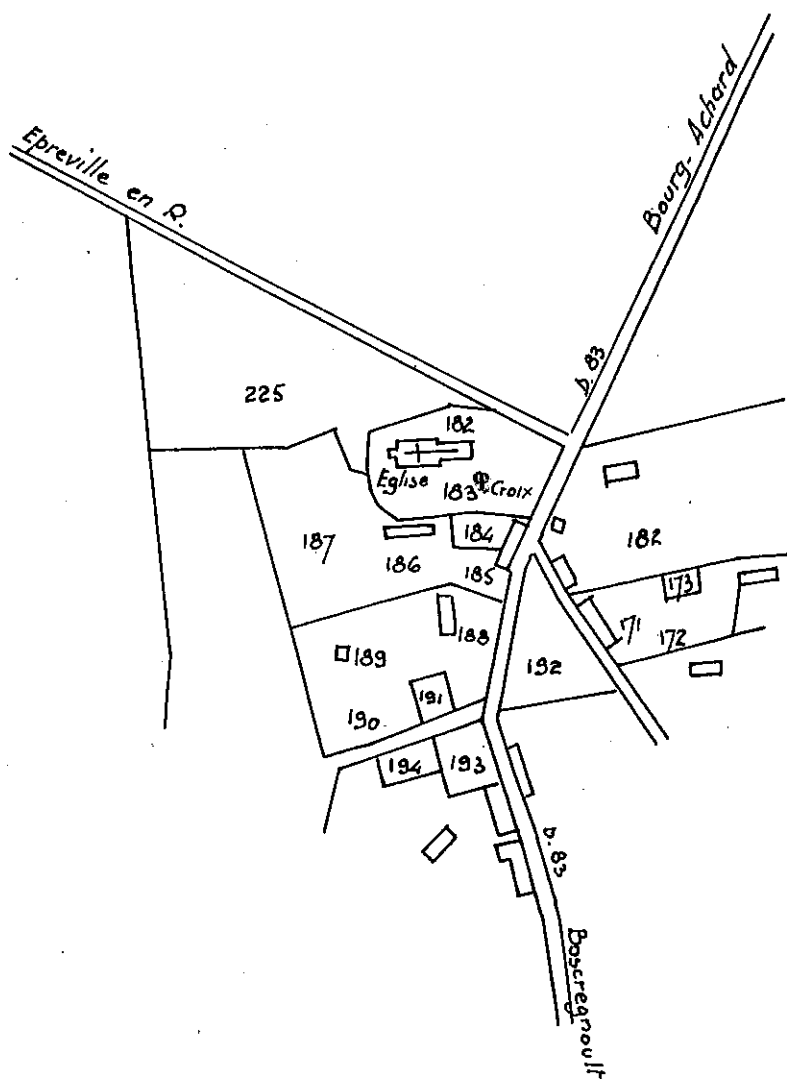 Epreville en R.
Bourg-Achard
D. 83
225
182
Eglise
183 Croix
187
184
186
185
182
173
171
172
188
189
192
191
190
194
193
D. 83
Boscregnoult